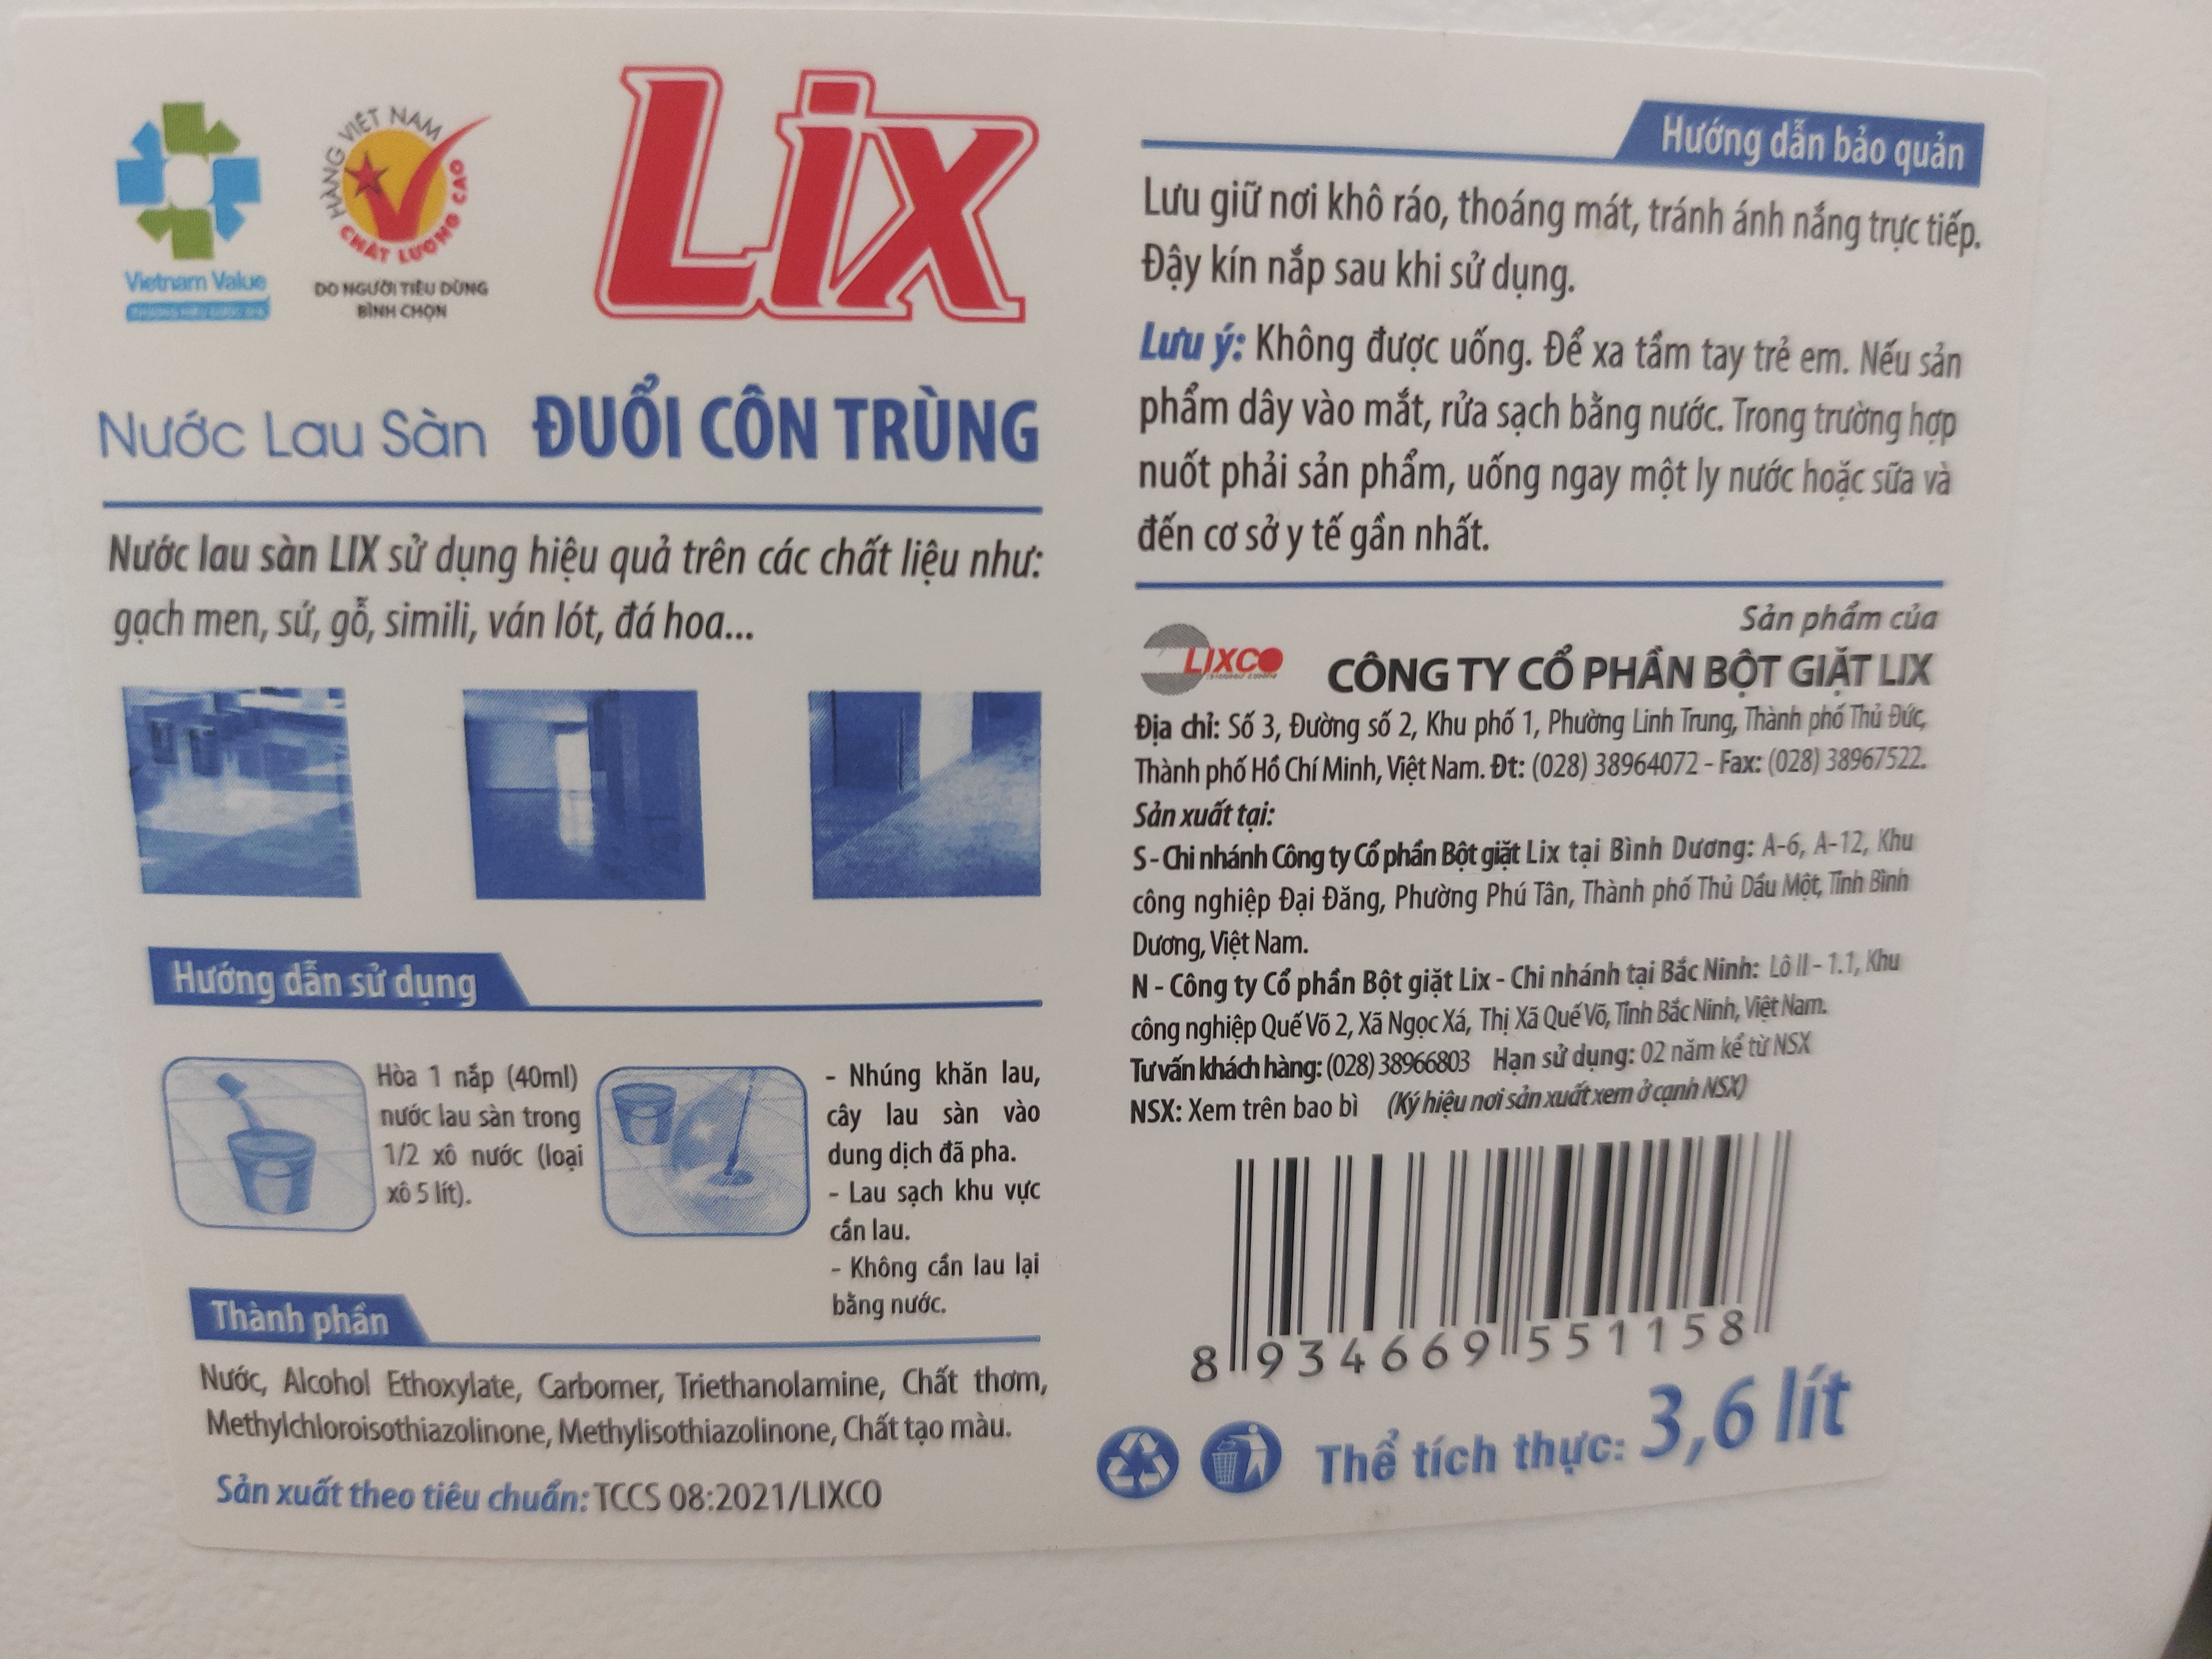 Vietnam Value
HÀNG VIỆT NAM
CHẤT LƯỢNG CAO
DO NGƯỜI TIÊU DÙNG
BÌNH CHỌN
Lix
Nước Lau Sàn ĐUỔI CÔN TRÙNG
Nước lau sàn LIX sử dụng hiệu quả trên các chất liệu như:
gạch men, sứ, gỗ, simili, ván lót, đá hoa...
Hướng dẫn sử dụng
Hòa 1 nắp (40ml)
nước lau sàn trong
1/2 xô nước (loại
xô 5 lít).
- Nhúng khăn lau,
cây lau sàn vào
dung dịch đã pha.
- Lau sạch khu vực
cần lau.
- Không cần lau lại
bằng nước.
Thành phần
Nước, Alcohol Ethoxylate, Carbomer, Triethanolamine, Chất thơm,
Methylchloroisothiazolinone, Methylisothiazolinone, Chất tạo màu.
Sản xuất theo tiêu chuẩn: TCCS 08:2021/LIXCO
Hướng dẫn bảo quản
Lưu giữ nơi khô ráo, thoáng mát, tránh ánh nắng trực tiếp.
Đậy kín nắp sau khi sử dụng.
Lưu ý: Không được uống. Để xa tầm tay trẻ em. Nếu sản
phẩm dây vào mắt, rửa sạch bằng nước. Trong trường hợp
nuốt phải sản phẩm, uống ngay một ly nước hoặc sữa và
đến cơ sở y tế gần nhất.
Sản phẩm của
LIXCO
CÔNG TY CỔ PHẦN BỘT GIẶT LIX
Địa chỉ: Số 3, Đường số 2, Khu phố 1, Phường Linh Trung, Thành phố Thủ Đức,
Thành phố Hồ Chí Minh, Việt Nam. Đt: (028) 38964072 - Fax: (028) 38967522.
Sản xuất tại:
S - Chi nhánh Công ty Cổ phần Bột giặt Lix tại Bình Dương: A-6, A-12, Khu
công nghiệp Đại Đăng, Phường Phú Tân, Thành phố Thủ Dầu Một, Tỉnh Bình
Dương, Việt Nam.
N - Công ty Cổ phần Bột giặt Lix - Chi nhánh tại Bắc Ninh: Lô II - 1.1, Khu
công nghiệp Quế Võ 2, Xã Ngọc Xá, Thị Xã Quế Võ, Tỉnh Bắc Ninh, Việt Nam.
Tư vấn khách hàng: (028) 38966803 Hạn sử dụng: 02 năm kể từ NSX
NSX: Xem trên bao bì (Ký hiệu nơi sản xuất xem ở cạnh NSX)
8 934669 551158
Thể tích thực: 3,6 lít